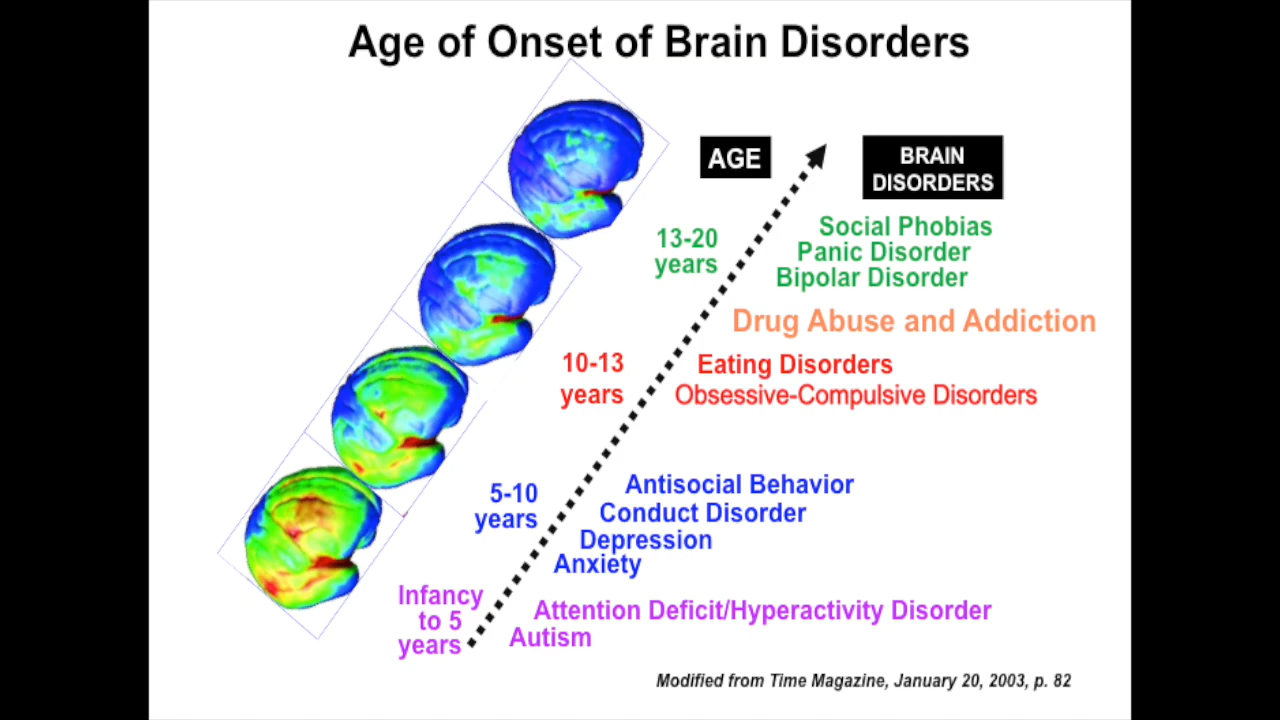 Age of Onset of Brain Disorders
AGE
BRAIN
DISORDERS
13-20
years
Social Phobias
Panic Disorder
Bipolar Disorder
Drug Abuse and Addiction
10-13
years
Eating Disorders
Obsessive-Compulsive Disorders
5-10
years
Antisocial Behavior
Conduct Disorder
Depression
Anxiety
Infancy
to 5
years
Attention Deficit/Hyperactivity Disorder
Autism
Modified from Time Magazine, January 20, 2003, p. 82